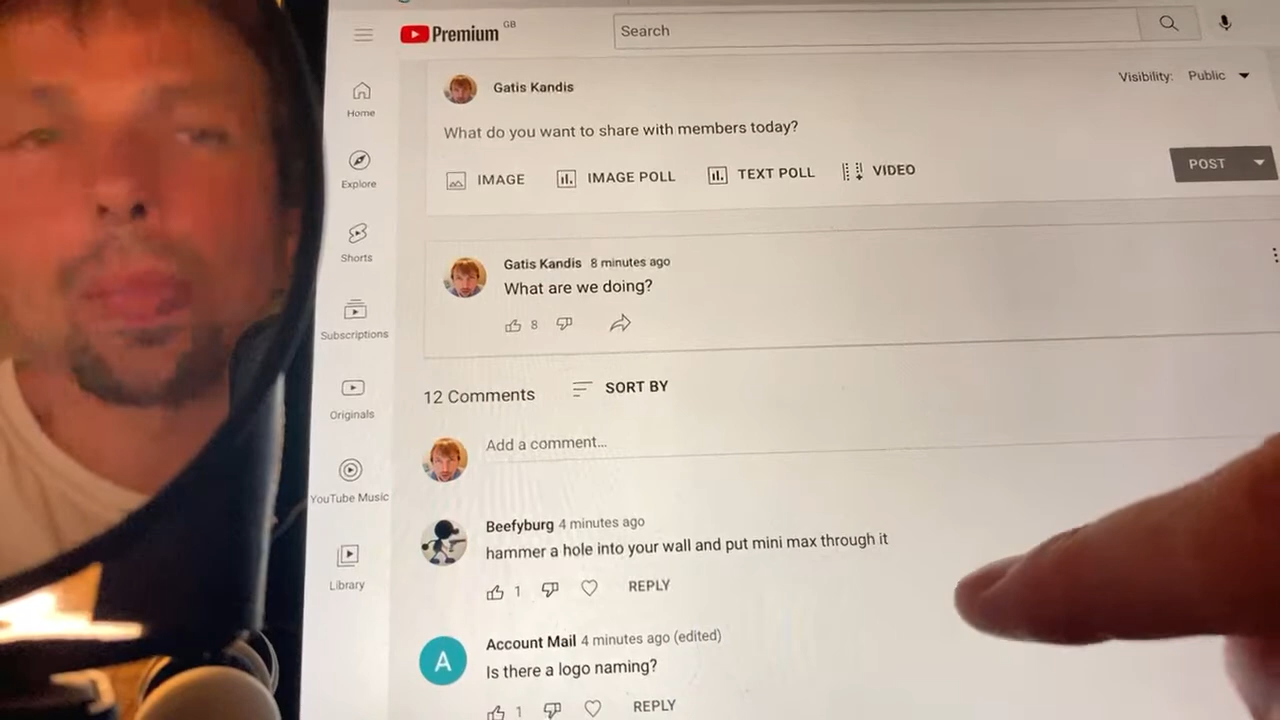 Premium GB
Search
Gatis Kandis
Visibility: Public
What do you want to share with members today?
IMAGE
IMAGE POLL
TEXT POLL
VIDEO
POST
Home
Explore
Shorts
Subscriptions
Originals
YouTube Music
Library
Gatis Kandis 8 minutes ago
What are we doing?
8
12 Comments
SORT BY
Add a comment...
Beefyburg 4 minutes ago
hammer a hole into your wall and put mini max through it
1
REPLY
A
Account Mail 4 minutes ago (edited)
Is there a logo naming?
1
REPLY